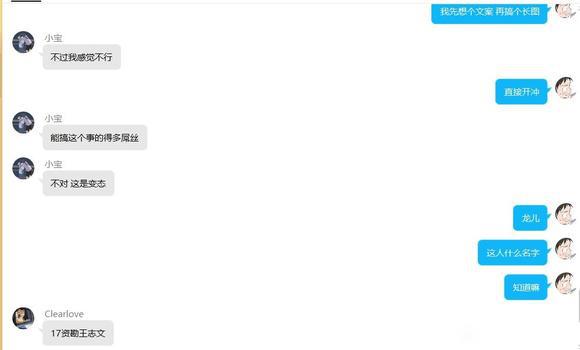 我先想个文案 再搞个长图
小宝
不过我感觉不行
直接开冲
小宝
能搞这个事的得多屌丝
小宝
不对 这是变态
龙儿
这人什么名字
知道嘛
Clearlove
17资勘王志文